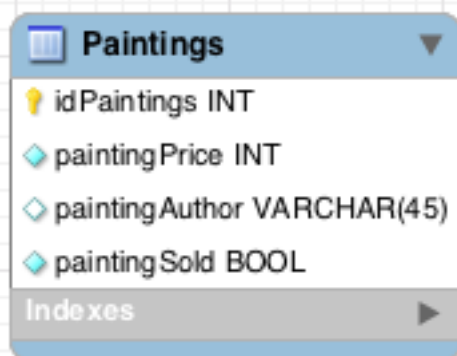 Paintings
idPaintings INT
paintingPrice INT
paintingAuthor VARCHAR(45)
paintingSold BOOL
Indexes